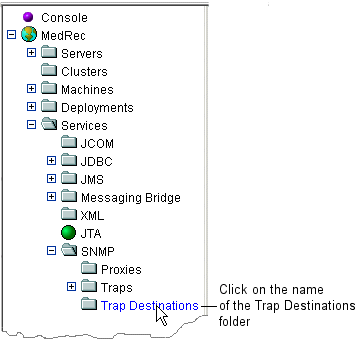 Console
MedRec
Servers
Clusters
Machines
Deployments
Services
JCOM
JDBC
JMS
Messaging Bridge
XML
JTA
SNMP
Proxies
Traps
Trap Destinations
Click on the name
of the Trap Destinations
folder